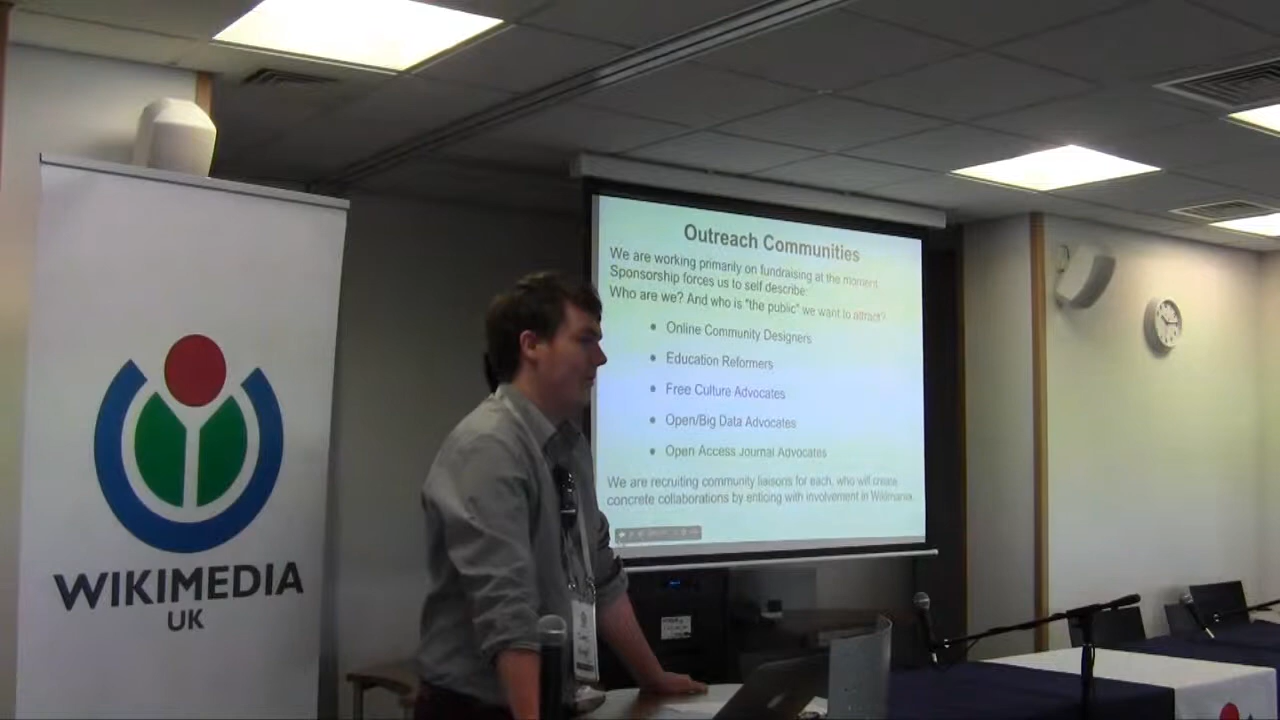 Outreach Communities
We are working primarily on fundraising at the moment.
Sponsorship forces us to self describe:
Who are we? And who is "the public" we want to attract?
• Online Community Designers
• Education Reformers
• Free Culture Advocates
• Open/Big Data Advocates
• Open Access Journal Advocates
We are recruiting community liaisons for each, who will create
concrete collaborations by enticing with involvement in Wikimania.
WIKIMEDIA
UK